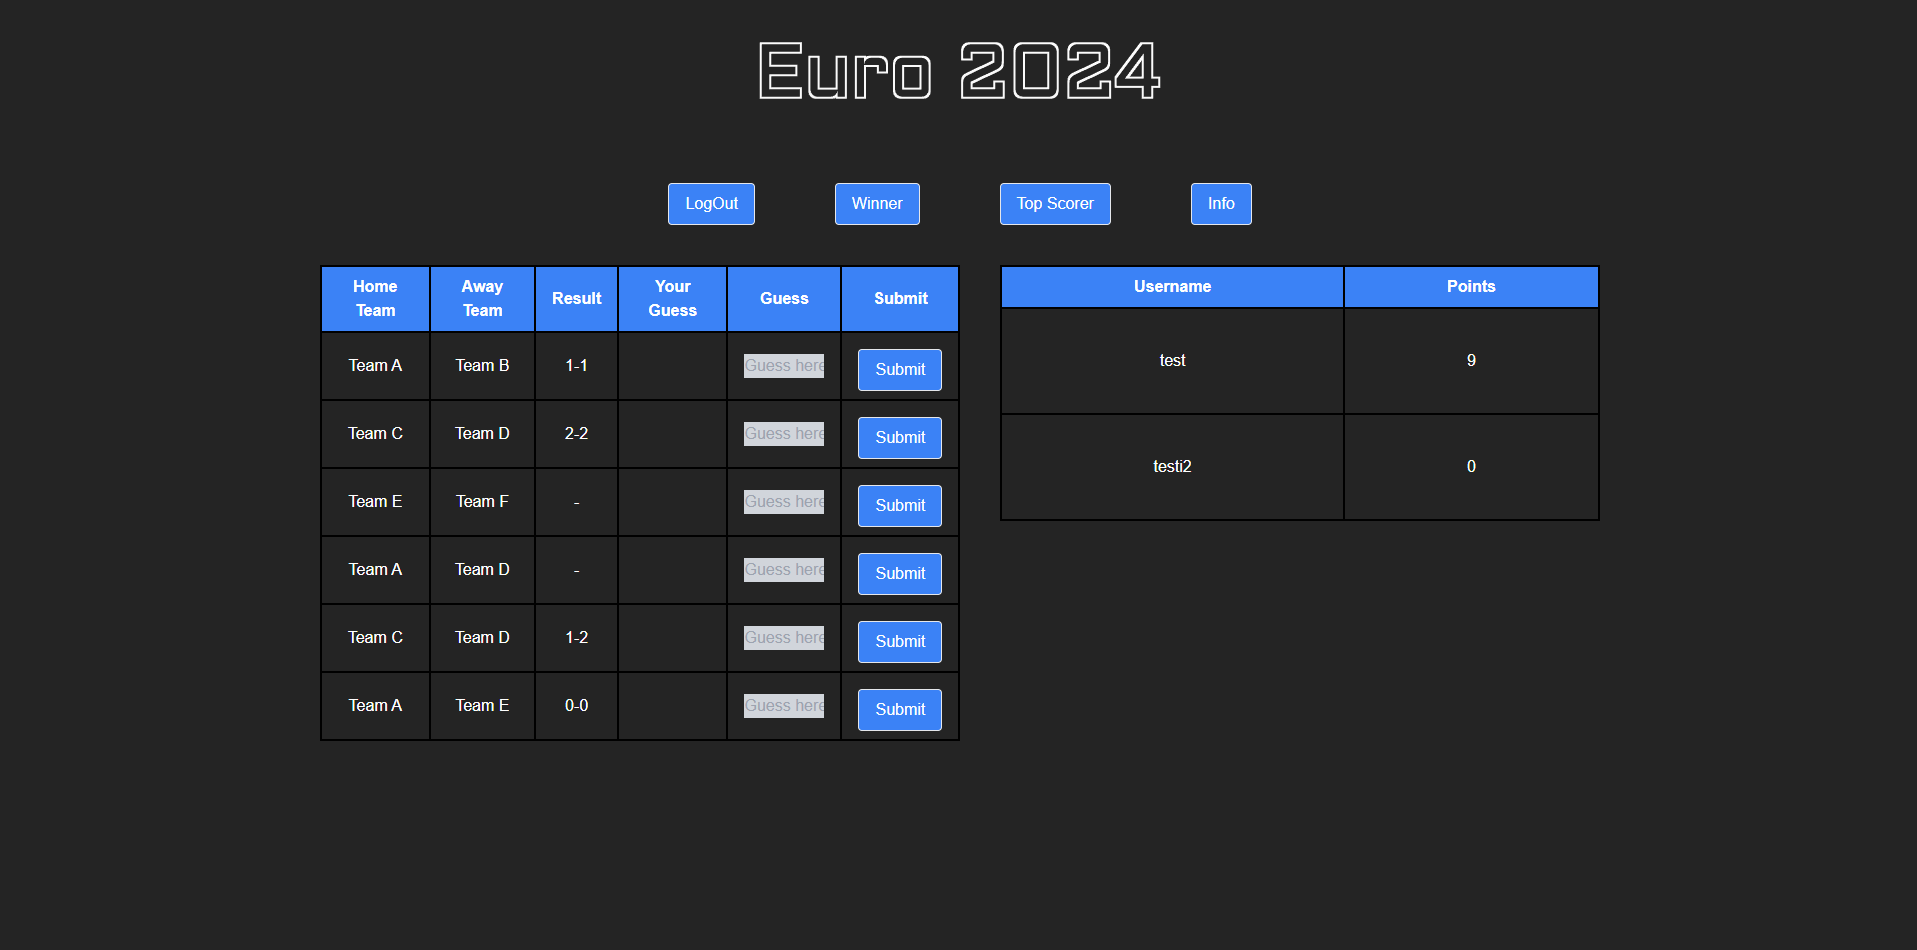 Euro 2024
LogOut Winner Top Scorer Info
Home Team Away Team Result Your Guess Guess Submit
Team A Team B 1-1 Guess here Submit
Team C Team D 2-2 Guess here Submit
Team E Team F - Guess here Submit
Team A Team D - Guess here Submit
Team C Team D 1-2 Guess here Submit
Team A Team E 0-0 Guess here Submit
Username Points
test 9
testi2 0